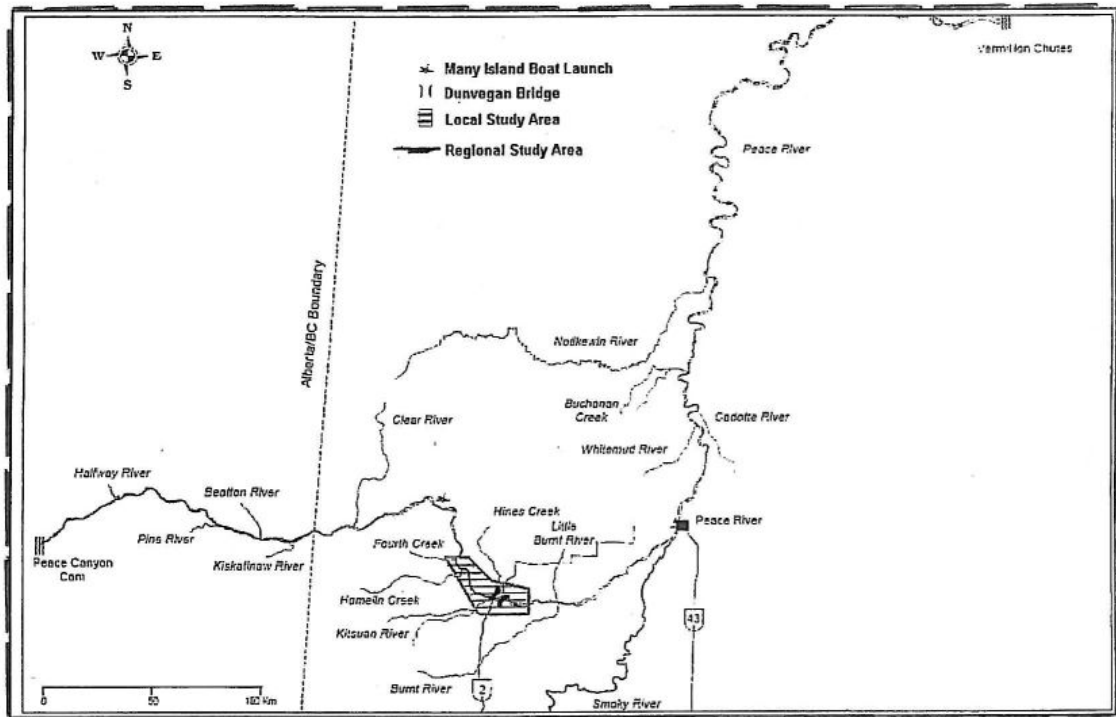 N
W E
S
Many Island Boat Launch
Dunvegan Bridge
Local Study Area
Regional Study Area
Vermilion Chutes
Peace River
Alberta/BC Boundary
Notikewin River
Buchanan
Creek
Cadotte River
Whitemud River
Clear River
Halfway River
Beatton River
Pine River
Kiskatinaw River
Peace Canyon
Hines Creek
Little
Burnt River
Fourth Creek
Peace River
Hamelin Creek
Burnt River
Smoky River
43
2
0 50 100 Km